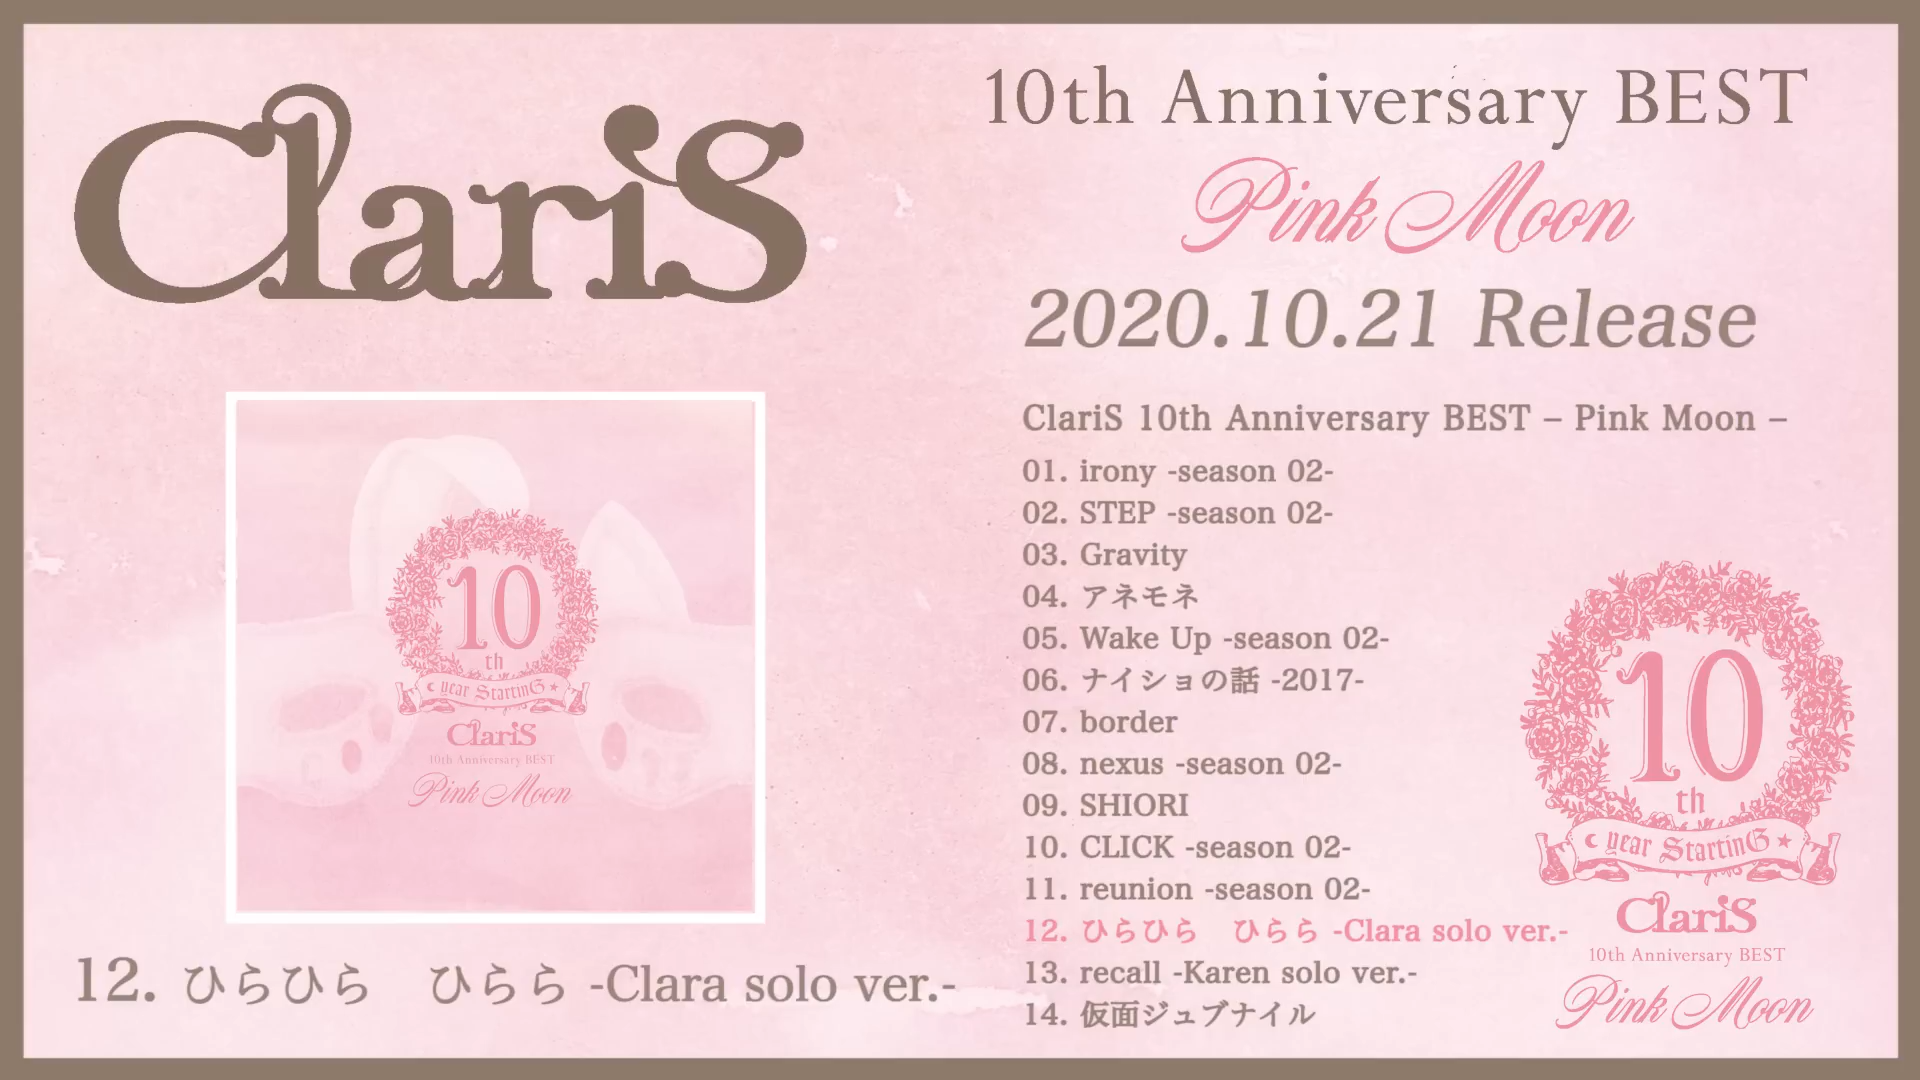 ClariS
10th Anniversary BEST
Pink Moon
2020.10.21 Release
10
th
year StartinG
ClariS
10th Anniversary BEST
Pink Moon
12. ひらひら　ひらら -Clara solo ver.-
ClariS 10th Anniversary BEST – Pink Moon –
01. irony -season 02-
02. STEP -season 02-
03. Gravity
04. アネモネ
05. Wake Up -season 02-
06. ナイショの話 -2017-
07. border
08. nexus -season 02-
09. SHIORI
10. CLICK -season 02-
11. reunion -season 02-
12. ひらひら　ひらら -Clara solo ver.-
13. recall -Karen solo ver.-
14. 仮面ジュブナイル
10
th
year StartinG
ClariS
10th Anniversary BEST
Pink Moon